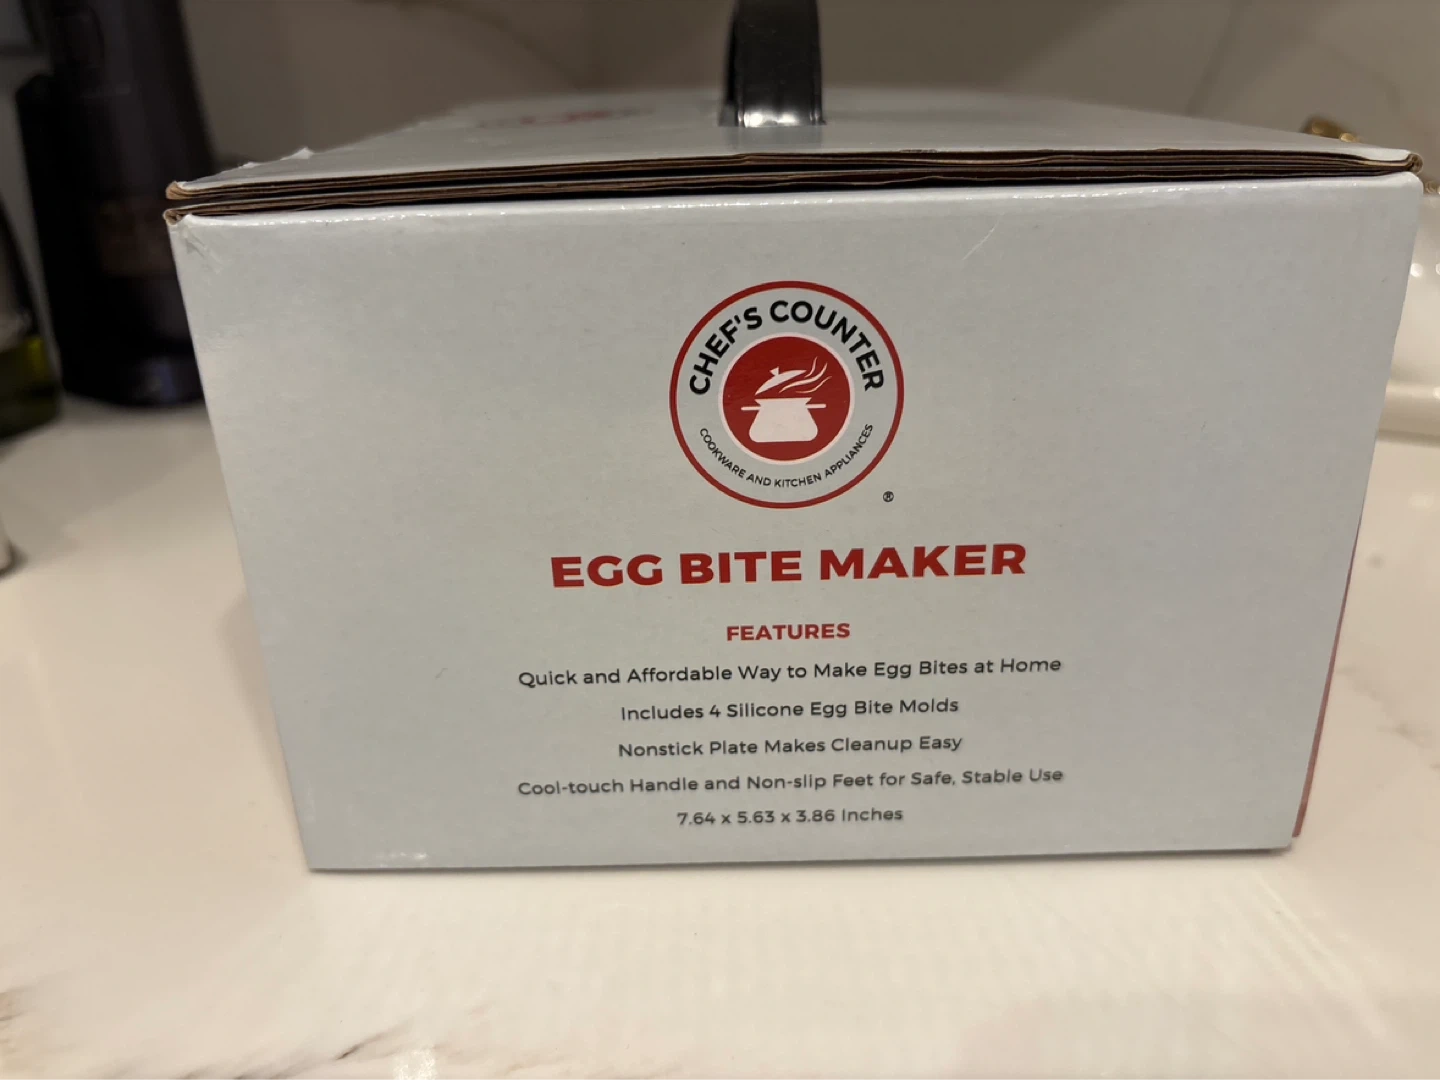 CHEF'S COUNTER
COOKWARE AND KITCHEN APPLIANCES
®
EGG BITE MAKER
FEATURES
Quick and Affordable Way to Make Egg Bites at Home
Includes 4 Silicone Egg Bite Molds
Nonstick Plate Makes Cleanup Easy
Cool-touch Handle and Non-slip Feet for Safe, Stable Use
7.64 x 5.63 x 3.86 Inches